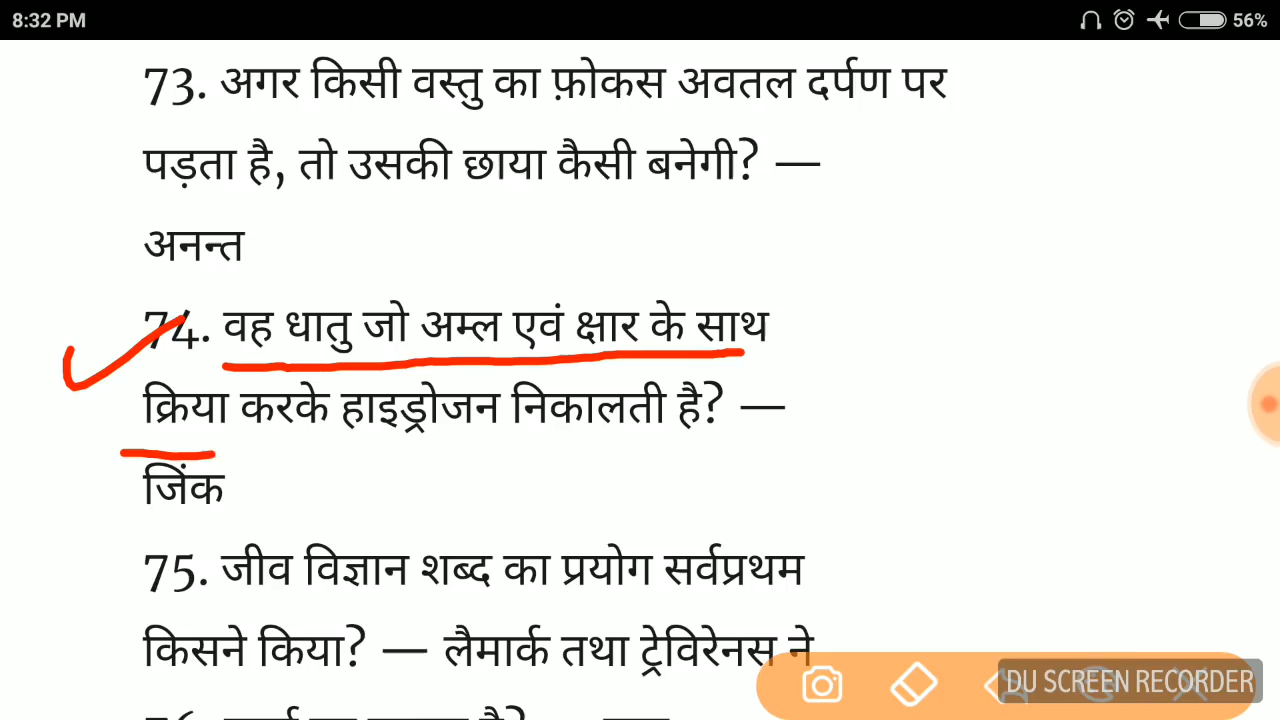 8:32 PM 56%
73. अगर किसी वस्तु का फ़ोकस अवतल दर्पण पर
पड़ता है, तो उसकी छाया कैसी बनेगी? —
अनन्त
74. वह धातु जो अम्ल एवं क्षार के साथ
क्रिया करके हाइड्रोजन निकालती है? —
जिंक
75. जीव विज्ञान शब्द का प्रयोग सर्वप्रथम
किसने किया? — लैमार्क तथा ट्रेविरेनस ने
DU SCREEN RECORDER